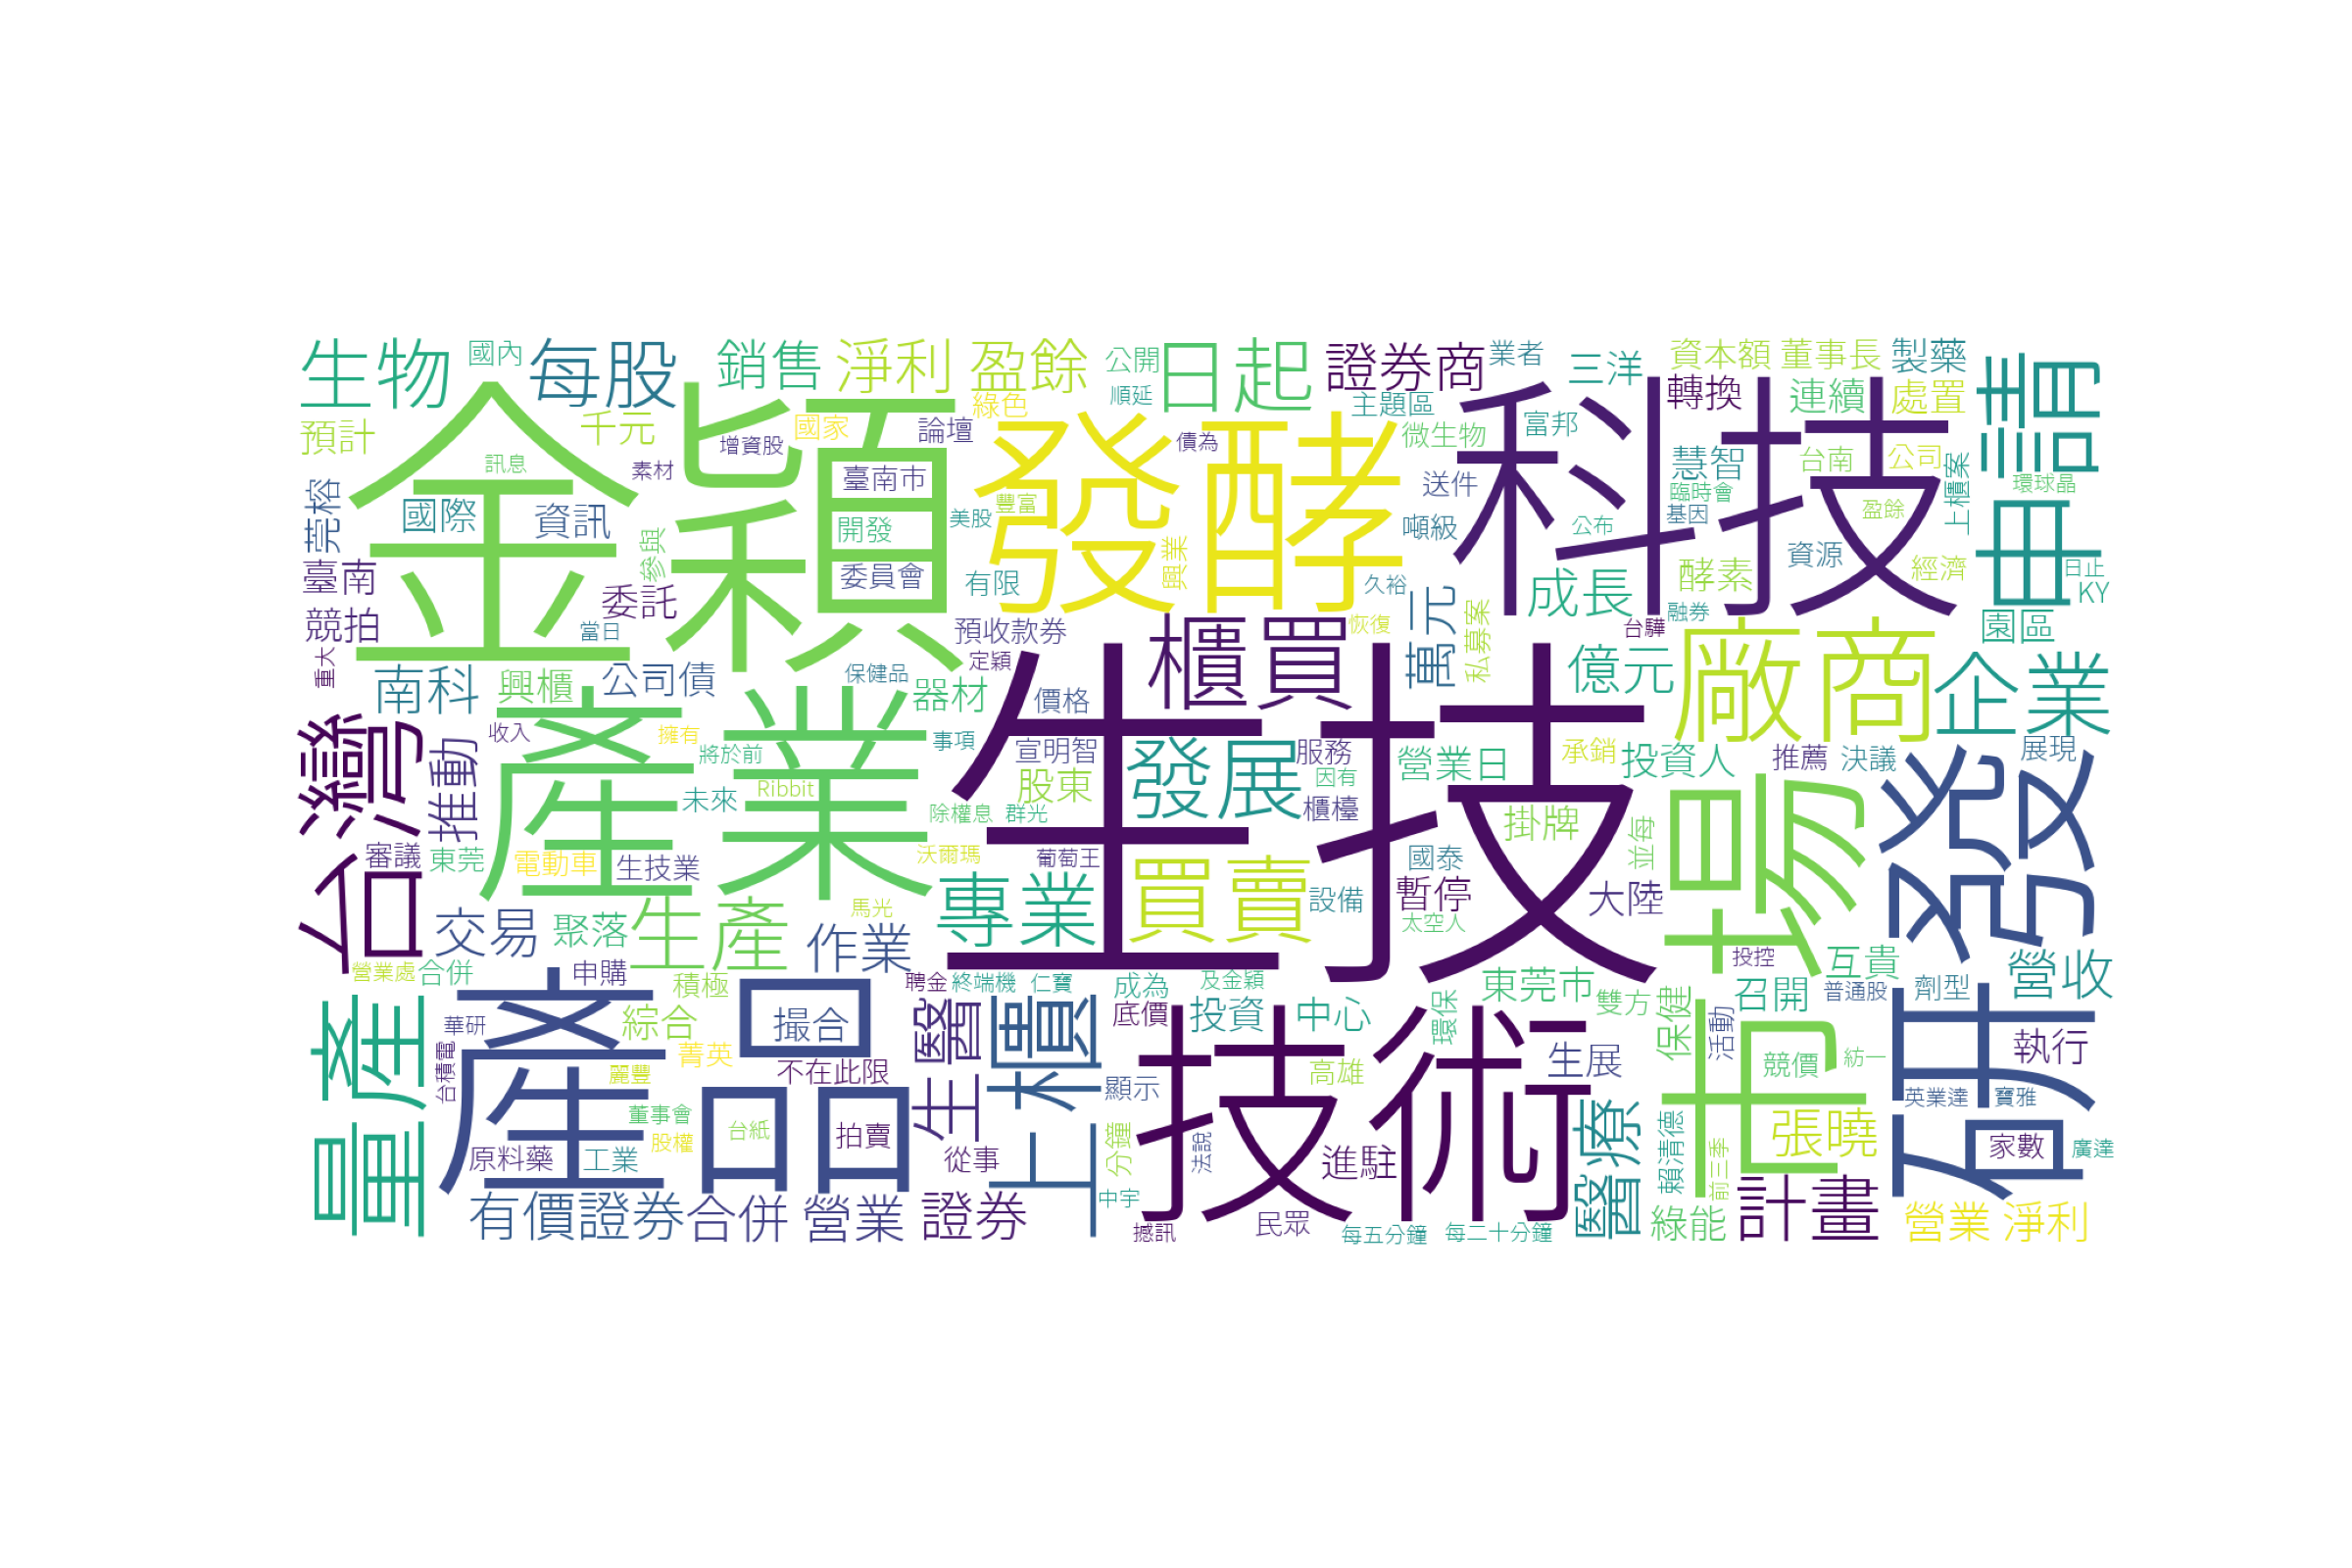 生物
國內
每股
銷售
淨利
盈餘
公開
日起
證券商
業者
三洋
資本額
董事長
製藥
申請
預計
千元
金穎
增資股
國家
論壇
綠色
順延
債為
主題區
微生物
富邦
轉換
連續
處置
訊息
素材
臺南市
發酵
科技
送件
慧智
台南
公司
上櫃案
環球晶
莞榕
國際
資訊
參與
開發
豐富
美股
噸級
公布
臨時會
基因
盈餘
臺南
委託
委員會
有限
興業
久裕
成長
酵素
資源
經濟
日止
KY
競拍
當日
預收款券
櫃買
恢復
萬元
私募案
融券
台驊
園區
重大
南科
興櫃
公司債
保健品
器材
定穎
價格
億元
廠商
企業
台灣
推動
收入
產業
擁有
將於前
事項
宣明智
生技
發展
服務
營業日
承銷
投資人
推薦
決議
展現
未來
Ribbit
股東
因有
除權息
群光
櫃檯
掛牌
並每
市場
研發
審議
東莞
電動車
生技業
沃爾瑪
葡萄王
國泰
專業
買賣
設備
暫停
大陸
交易
聚落
生產
馬光
作業
太空人
投控
互貴
營收
營業處
合併
申購
積極
聘金
終端機
仁寶
成為
及金穎
東莞市
雙方
召開
普通股
劑型
量產
華研
產品
綜合
撮合
生醫
上櫃
底價
投資
中心
環保
保健
活動
台積電
菁英
不在此限
顯示
技術
高雄
生展
競價
紡一
執行
麗豐
董事會
台紙
拍賣
分鐘
英業達
寶雅
原料藥
工業
股權
從事
法說
進駐
醫療
賴清德
前三季
張曉
家數
廣達
有價證券
合併
營業
證券
中宇
撼訊
民眾
每五分鐘
每二十分鐘
綠能
計畫
營業
淨利